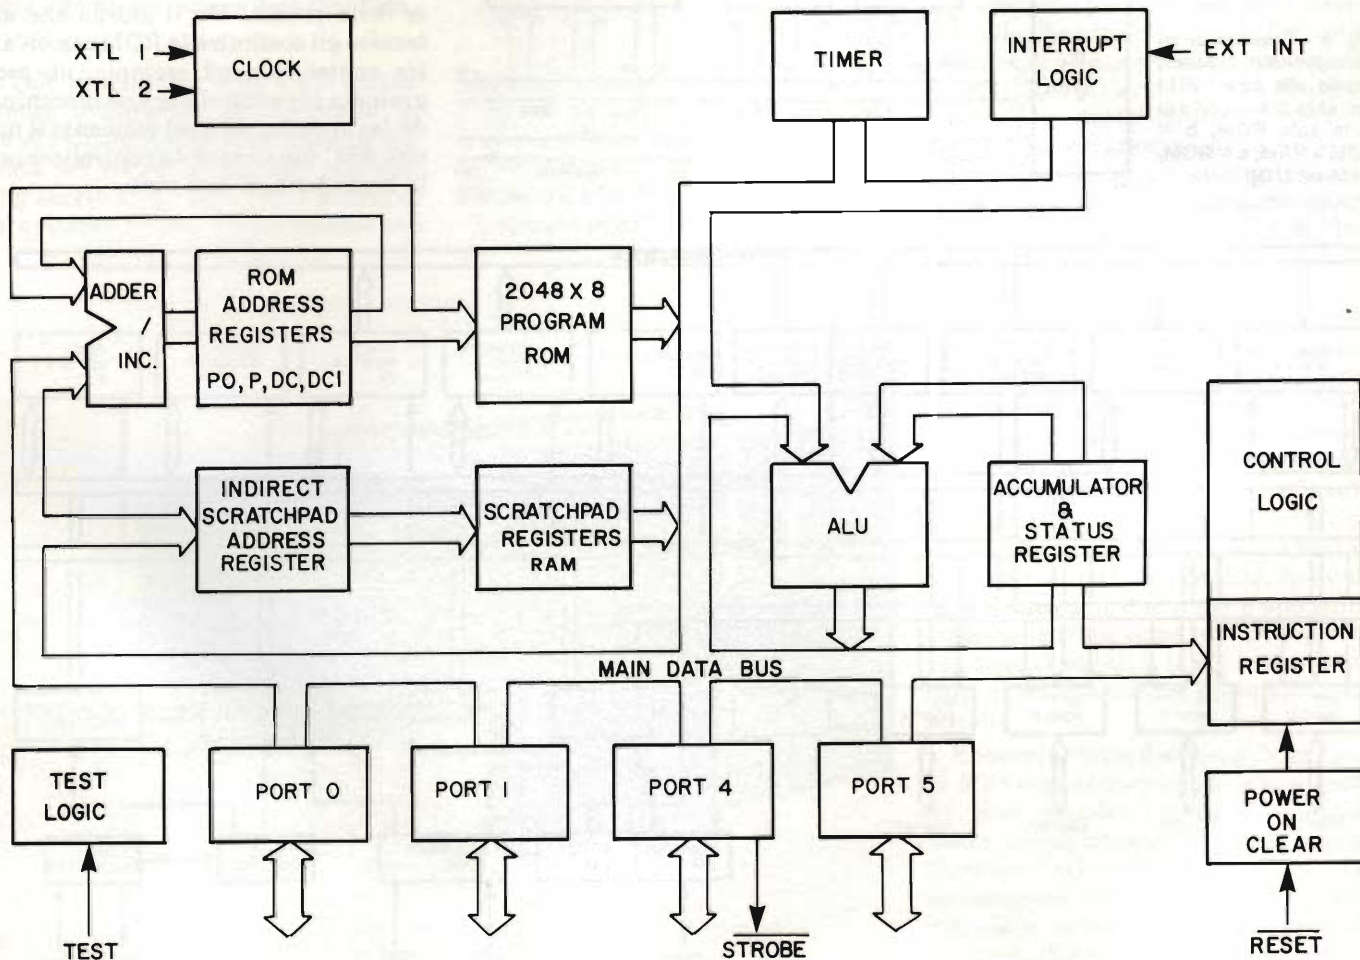 XTL 1
XTL 2
CLOCK
TIMER
INTERRUPT
LOGIC
EXT INT
ADDER
/
INC.
ROM
ADDRESS
REGISTERS
PO, P, DC, DC1
2048 X 8
PROGRAM
ROM
INDIRECT
SCRATCHPAD
ADDRESS
REGISTER
SCRATCHPAD
REGISTERS
RAM
ALU
ACCUMULATOR
&
STATUS
REGISTER
CONTROL
LOGIC
INSTRUCTION
REGISTER
MAIN DATA BUS
TEST
LOGIC
PORT 0
PORT 1
PORT 4
PORT 5
POWER
ON
CLEAR
TEST
STROBE
RESET